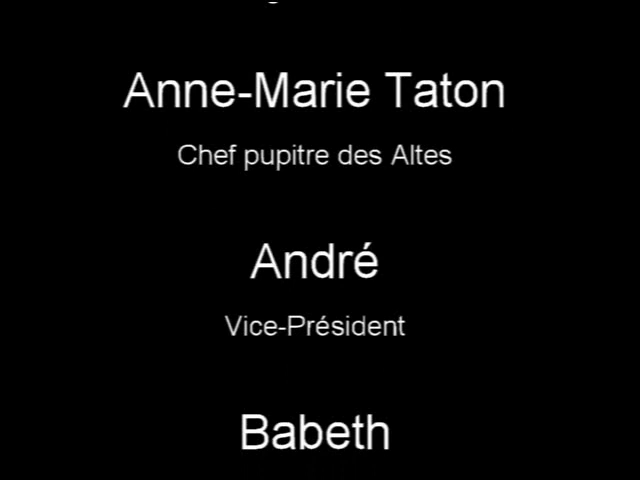 Anne-Marie Taton
Chef pupitre des Altes
André
Vice-Président
Babeth